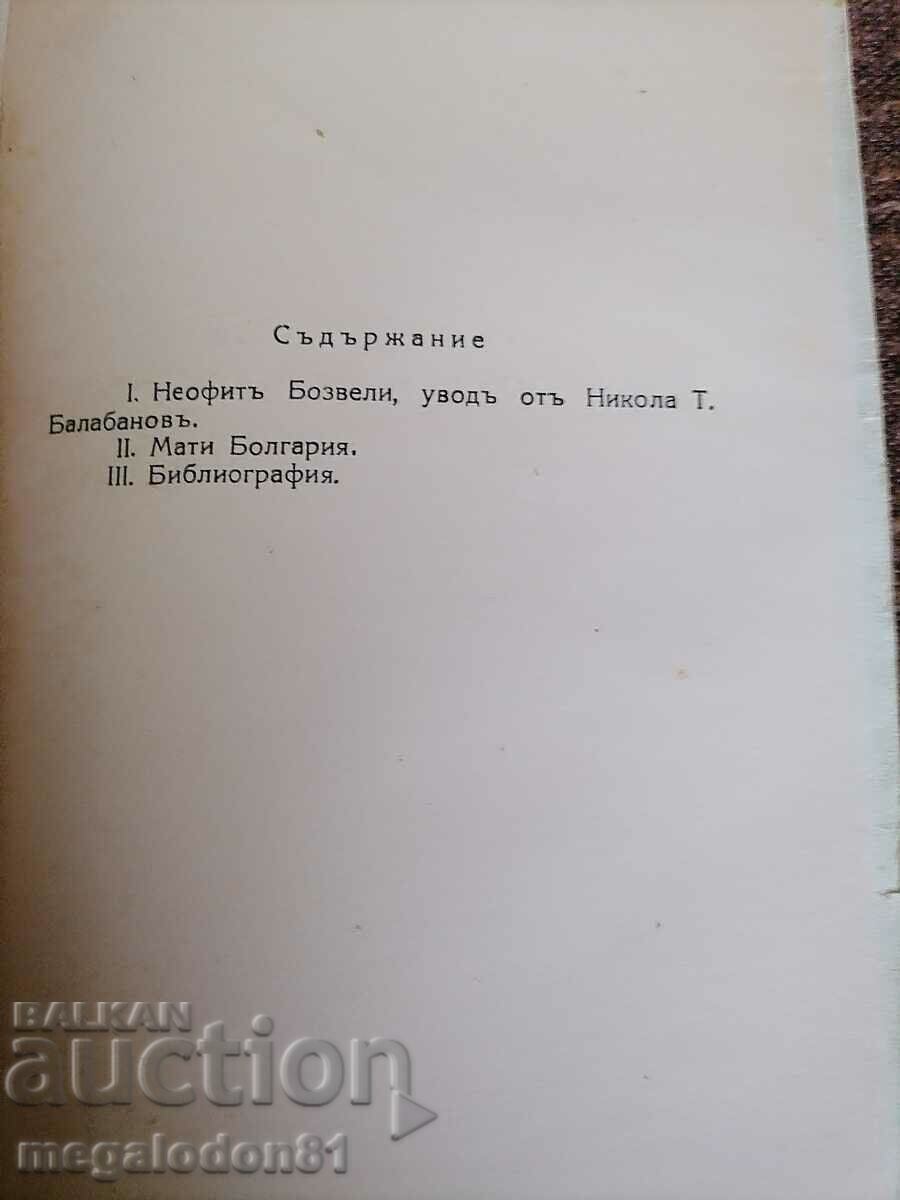 Съдържание
I. Неофитъ Бозвели, уводъ отъ Никола Т.
Балабановъ.
II. Мати Болгария.
III. Библиография.
BALKAN
auction
megalodon81